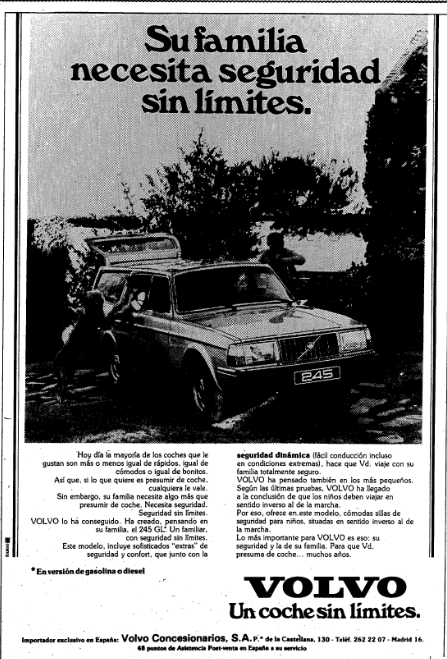 Su familia
necesita seguridad
sin límites.
245
Hoy día la mayoría de los coches que le
gustan son más o menos igual de rápidos, igual de
cómodos o igual de bonitos.
Así que, si lo que quiere es presumir de coche,
cualquiera le vale.
Sin embargo, su familia necesita algo más que
presumir de coche. Necesita seguridad.
Seguridad sin límites.
VOLVO lo há conseguido. Ha creado, pensando en
su familia, el 245 GL.* Un familiar,
con seguridad sin límites.
Este modelo, incluye sofisticados "extras" de
seguridad y confort, que junto con la
seguridad dinámica (fácil conducción incluso
en condiciones extremas), hace que Vd. viaje con su
familia totalmente seguro.
VOLVO ha pensado también en los más pequeños.
Según las últimas pruebas, VOLVO ha llegado
a la conclusión de que los niños deben viajar en
sentido inverso al de la marcha.
Por eso, ofrece en este modelo, cómodas sillas de
seguridad para niños, situadas en sentido inverso al de
la marcha.
Lo más importante para VOLVO es eso: su
seguridad y la de su familia. Para que Vd.
presuma de coche... muchos años.
* En versión de gasolina o diesel
VOLVO
Un coche sin límites.
Importador exclusivo en España: Volvo Concesionarios, S.A. P.º de la Castellana, 130 - Teléf. 262 22 07 - Madrid 16.
48 puntos de Asistencia Post-venta en España a su servicio